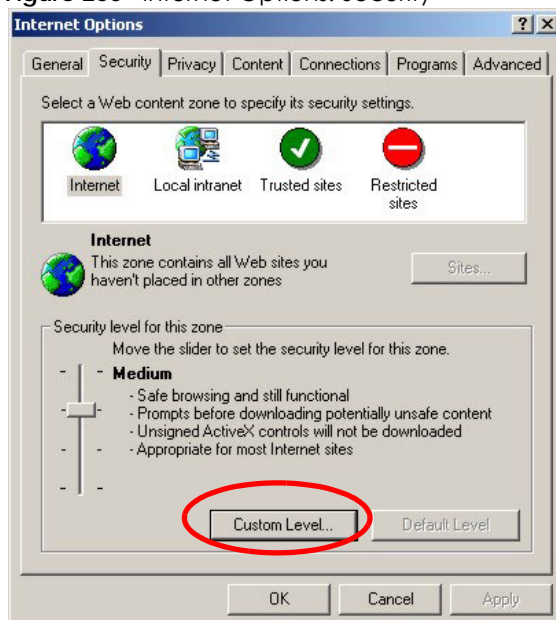 Internet Options
? X
General Security Privacy Content Connections Programs Advanced
Select a Web content zone to specify its security settings.
Internet Local intranet Trusted sites Restricted sites
Internet
This zone contains all Web sites you
haven't placed in other zones
Sites...
Security level for this zone
Move the slider to set the security level for this zone.
Medium
- Safe browsing and still functional
- Prompts before downloading potentially unsafe content
- Unsigned ActiveX controls will not be downloaded
- Appropriate for most Internet sites
Custom Level... Default Level
OK Cancel Apply